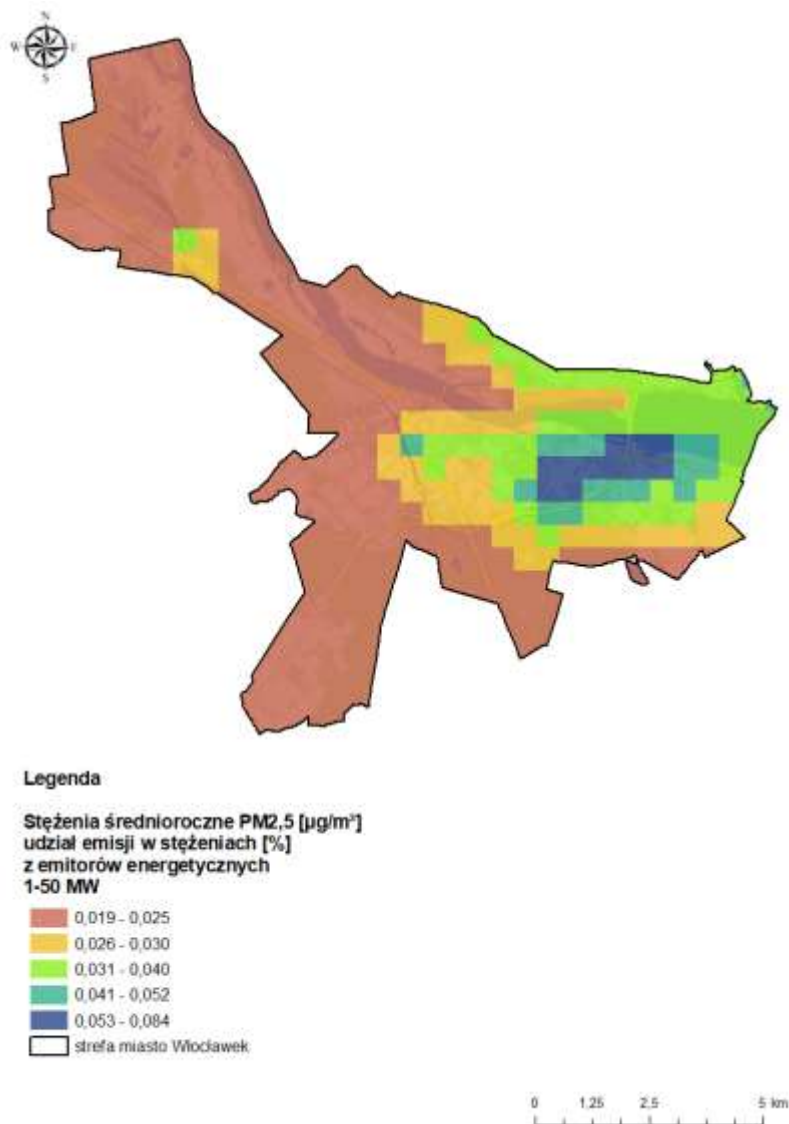 N
W E
S
Legenda
Stężenia średnioroczne PM2,5 [µg/m³]
udział emisji w stężeniach [%]
z emitorów energetycznych
1-50 MW
0,019 - 0,025
0,026 - 0,030
0,031 - 0,040
0,041 - 0,052
0,053 - 0,084
strefa miasto Włocławek
0 1,25 2,5 5 km